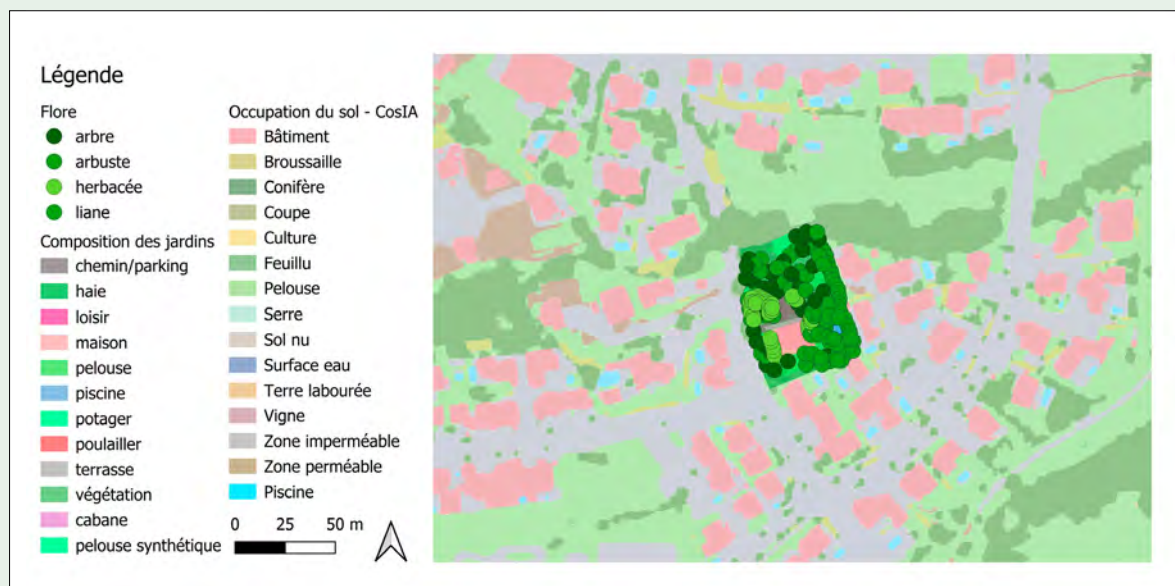 Légende
Flore
arbre
arbuste
herbacée
liane
Composition des jardins
chemin/parking
haie
loisir
maison
pelouse
piscine
potager
poulailler
terrasse
végétation
cabane
pelouse synthétique
Occupation du sol - CosIA
Bâtiment
Broussaille
Conifère
Coupe
Culture
Feuillu
Pelouse
Serre
Sol nu
Surface eau
Terre labourée
Vigne
Zone imperméable
Zone perméable
Piscine
0 25 50 m